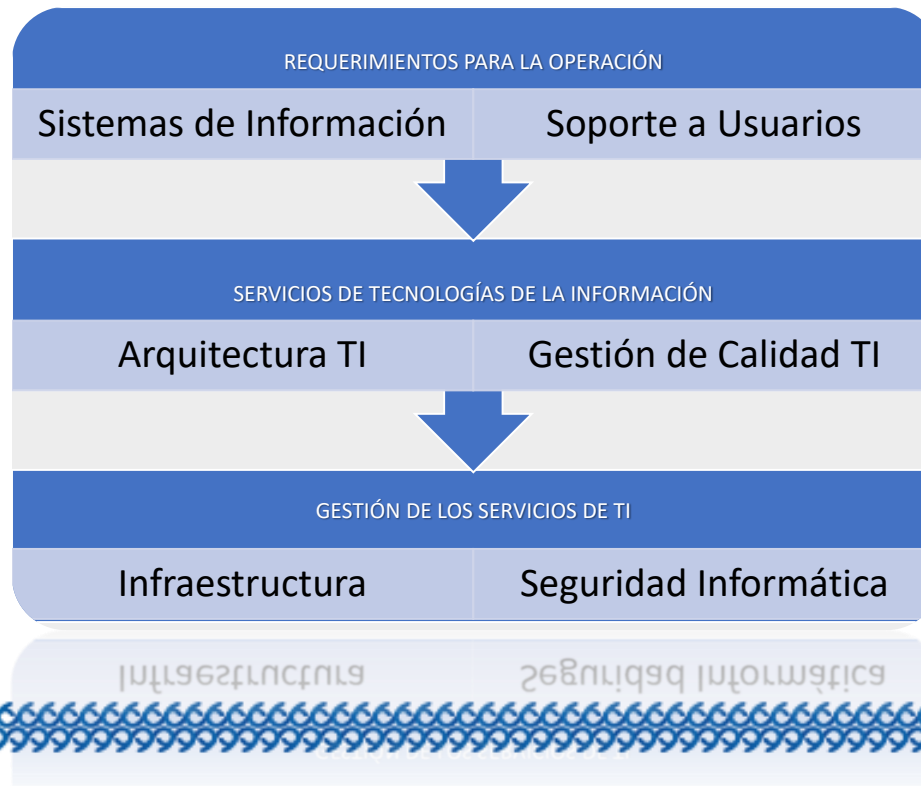 REQUERIMIENTOS PARA LA OPERACIÓN
Sistemas de Información Soporte a Usuarios
SERVICIOS DE TECNOLOGÍAS DE LA INFORMACIÓN
Arquitectura TI Gestión de Calidad TI
GESTIÓN DE LOS SERVICIOS DE TI
Infraestructura Seguridad Informática